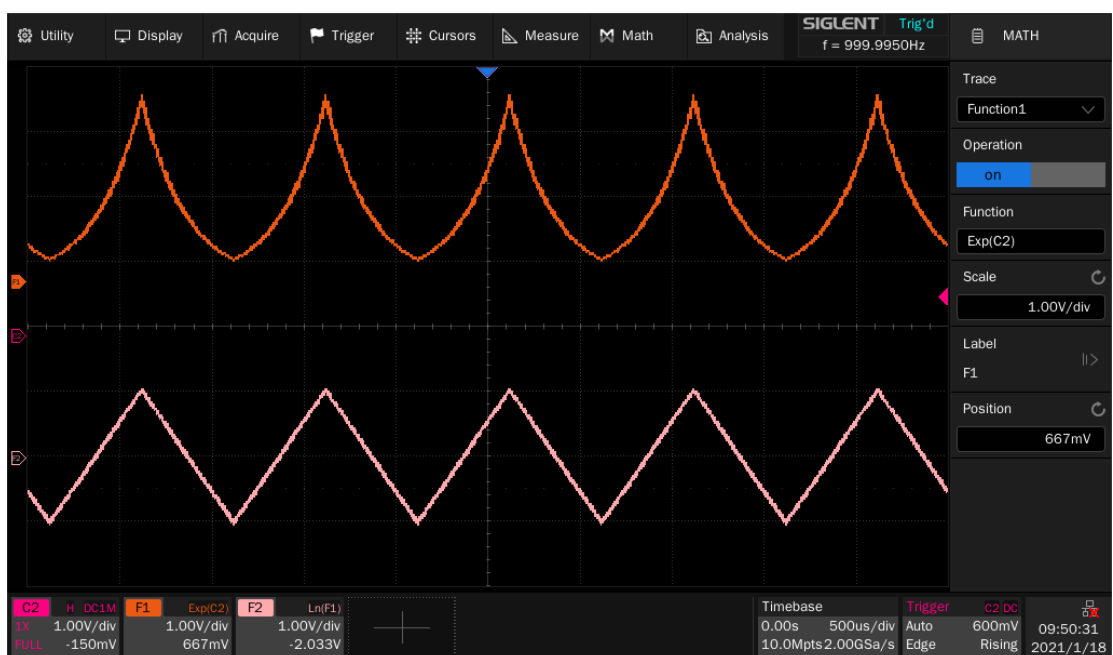 Utility
Display
Acquire
Trigger
Cursors
Measure
Math
Analysis
SIGLENT Trig'd
f = 999.9950Hz
MATH
Trace
Function1
Operation
on
Function
Exp(C2)
Scale
1.00V/div
Label
F1
Position
667mV
F1
C2
F2
C2 H DC1M
1X 1.00V/div
FULL -150mV
F1 Exp(C2)
1.00V/div
667mV
F2 Ln(F1)
1.00V/div
-2.033V
Timebase
0.00s 500us/div
10.0Mpts 2.00GSa/s
Trigger C2 DC
Auto 600mV
Edge Rising
09:50:31
2021/1/18